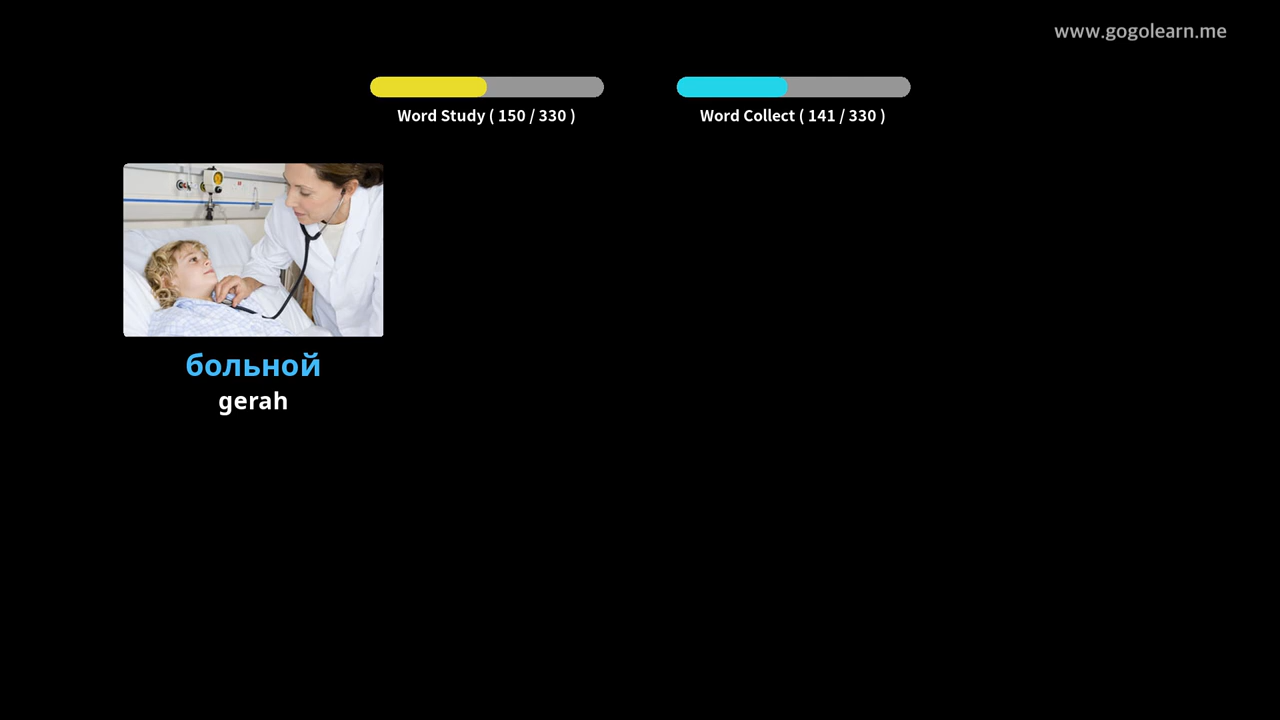 www.gogolearn.me
Word Study ( 150 / 330 )
Word Collect ( 141 / 330 )
больной
gerah